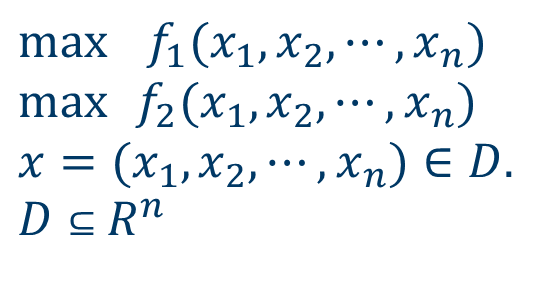 max f₁(x₁, x₂, ⋯, xₙ)
max f₂(x₁, x₂, ⋯, xₙ)
x = (x₁, x₂, ⋯, xₙ) ∈ D.
D ⊆ Rⁿ